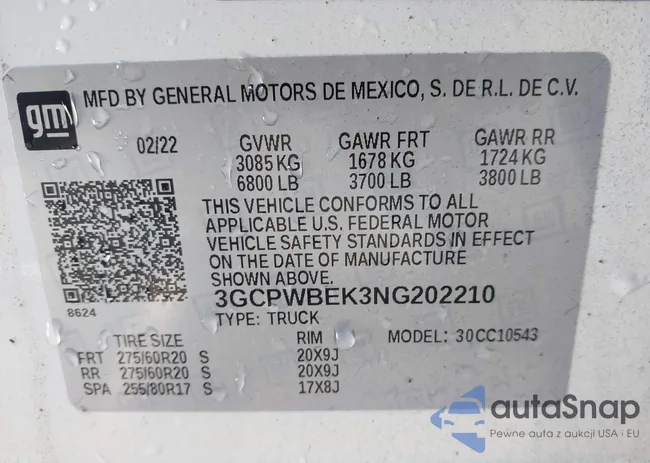 gm
MFD BY GENERAL MOTORS DE MEXICO, S. DE R.L. DE C.V.
02/22 GVWR GAWR FRT GAWR RR
3085 KG 1678 KG 1724 KG
6800 LB 3700 LB 3800 LB
THIS VEHICLE CONFORMS TO ALL
APPLICABLE U.S. FEDERAL MOTOR
VEHICLE SAFETY STANDARDS IN EFFECT
ON THE DATE OF MANUFACTURE
SHOWN ABOVE.
8624 3GCPWBEK3NG202210
TYPE: TRUCK MODEL: 30CC10543
TIRE SIZE RIM
FRT 275/60R20 S 20X9J
RR 275/60R20 S 20X9J
SPA 255/80R17 S 17X8J
autaSnap
Pewne auta z aukcji USA i EU